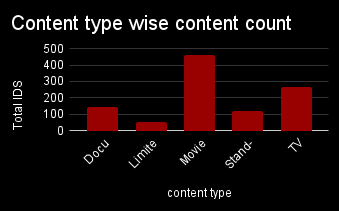 Content type wise content count
Total IDs
500
400
300
200
100
0
Docu
Limite
Movie
Stand-
TV
content type